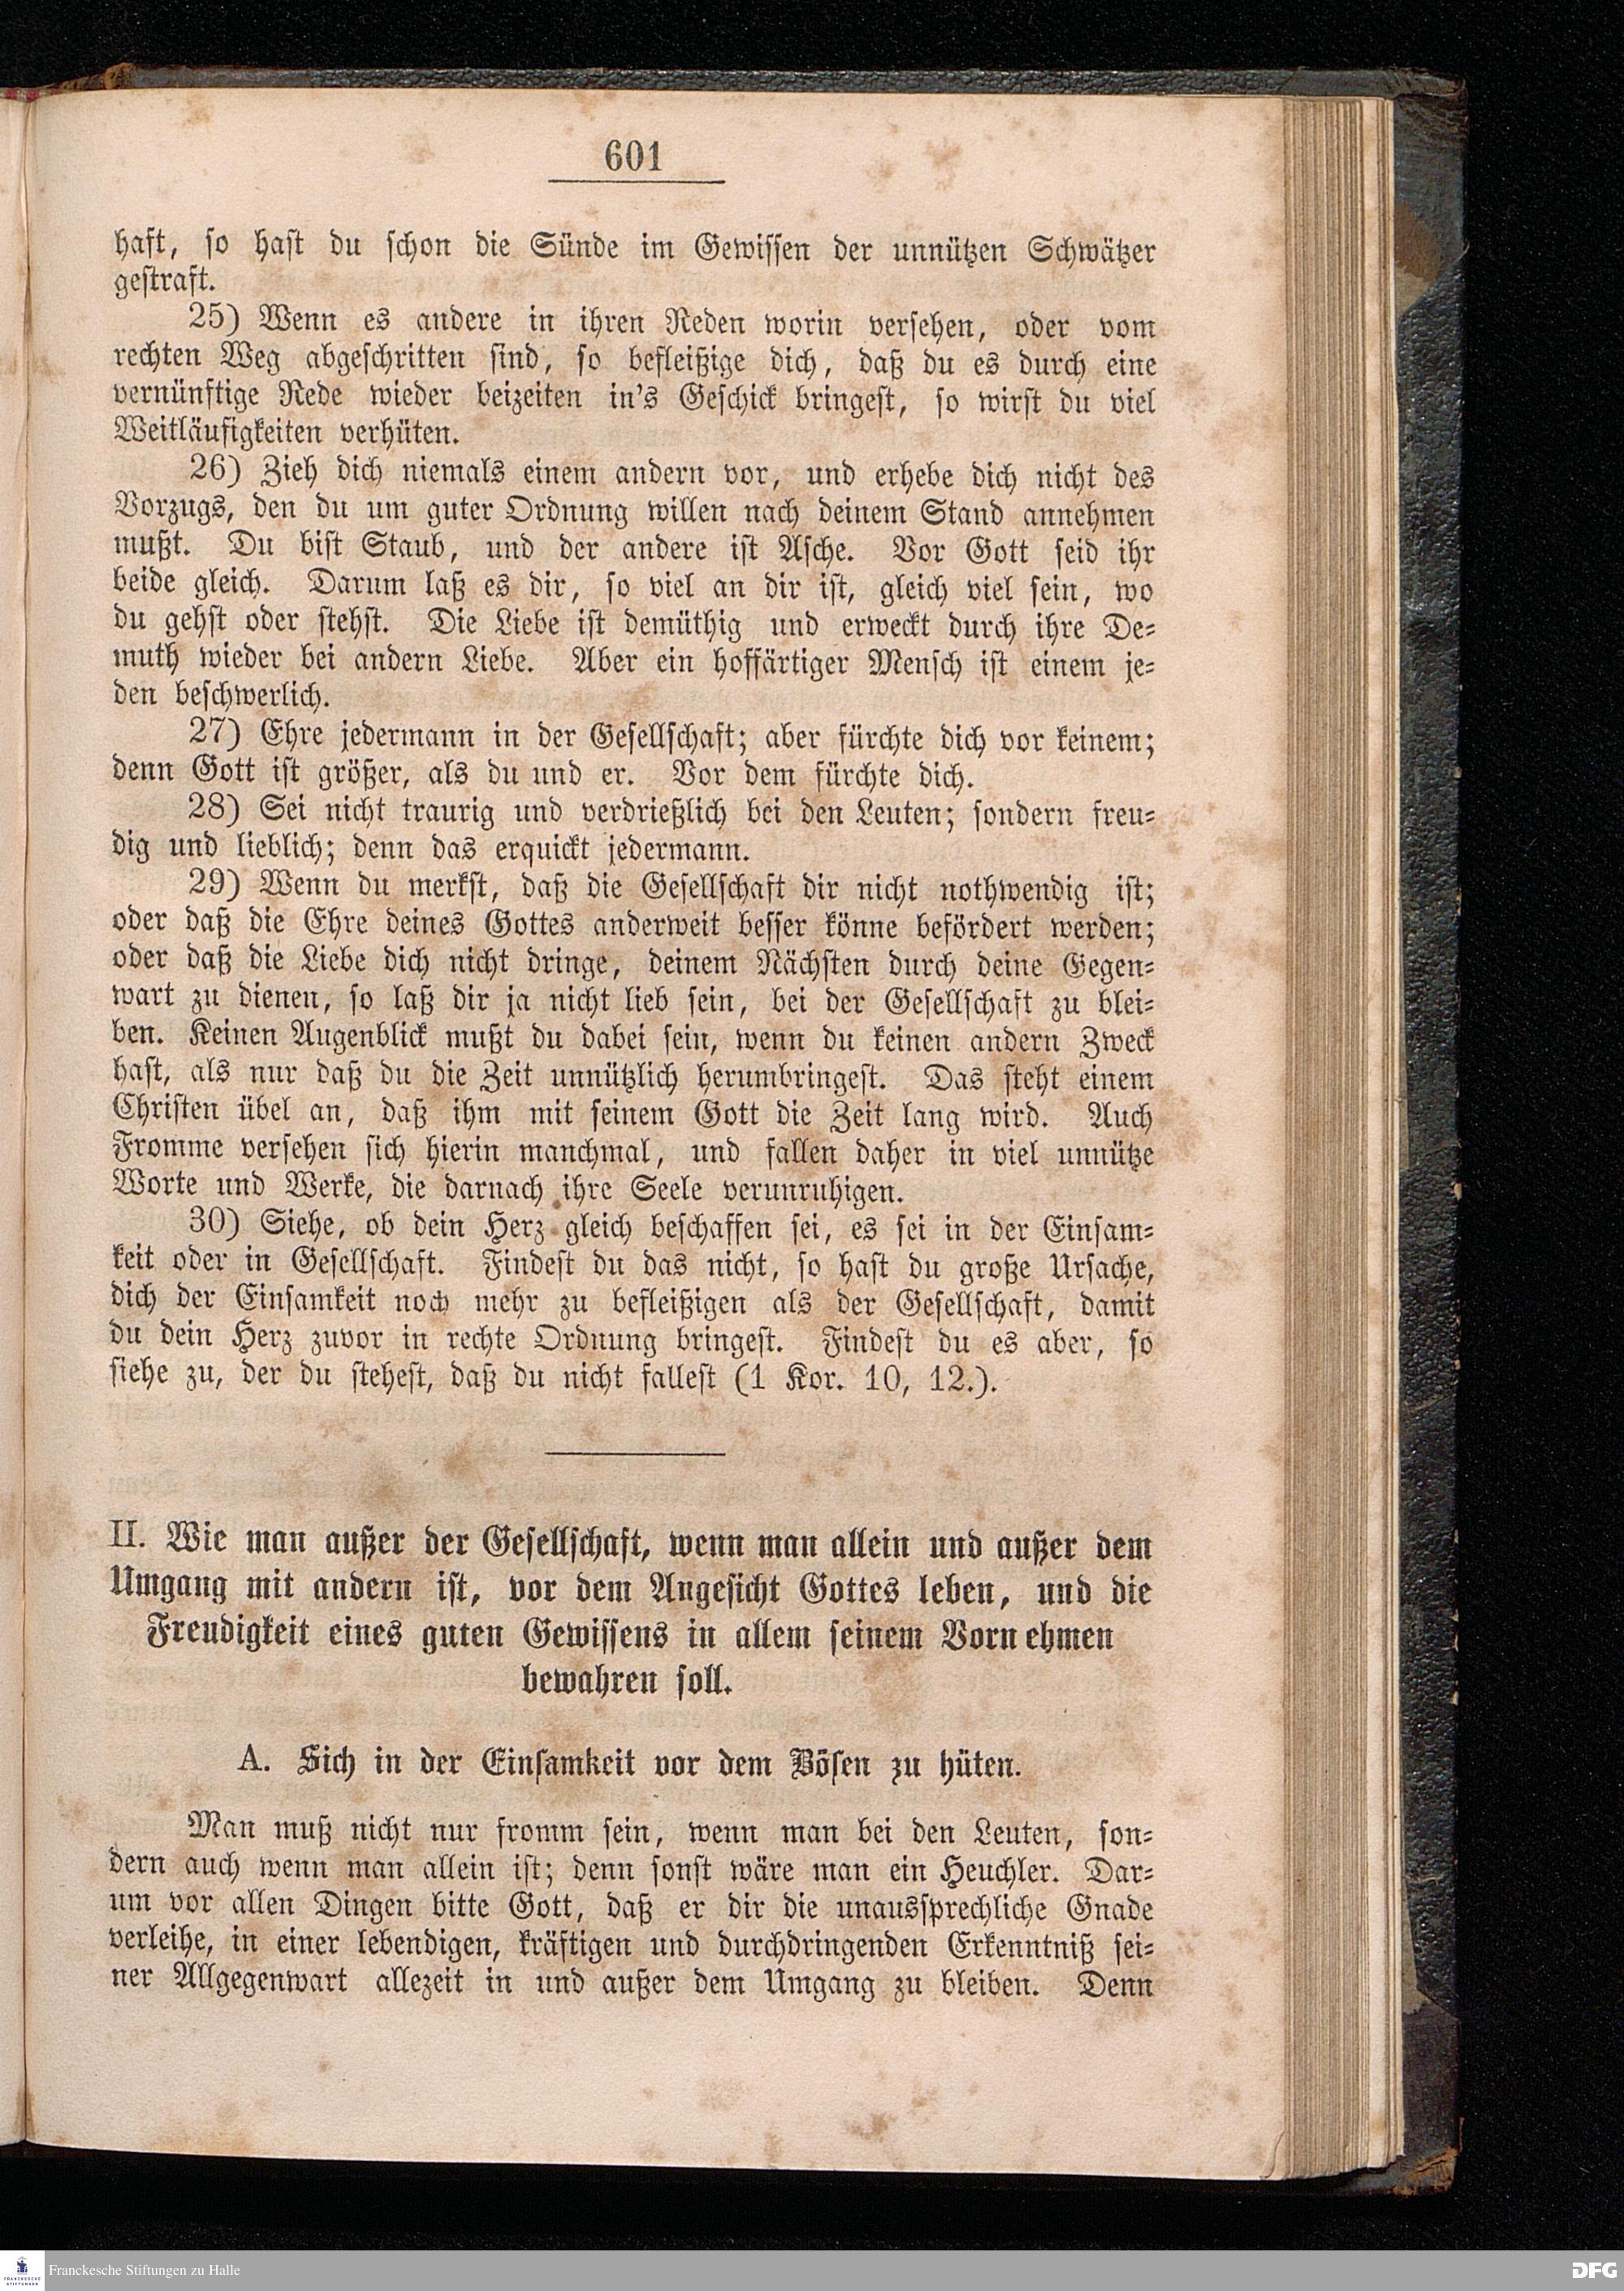 601
haft, so hast du schon die Sünde im Gewissen der unnützen Schwätzer
gestraft.
25) Wenn es andere in ihren Reden worin versehen, oder vom
rechten Weg abgeschritten sind, so befleißige dich, daß du es durch eine
vernünftige Rede wieder beizeiten in's Geschick bringest, so wirst du viel
Weitläufigkeiten verhüten.
26) Zieh dich niemals einem andern vor, und erhebe dich nicht des
Vorzugs, den du um guter Ordnung willen nach deinem Stand annehmen
mußt. Du bist Staub, und der andere ist Asche. Vor Gott seid ihr
beide gleich. Darum laß es dir, so viel an dir ist, gleich viel sein, wo
du gehst oder stehst. Die Liebe ist demüthig und erweckt durch ihre De-
muth wieder bei andern Liebe. Aber ein hoffärtiger Mensch ist einem je-
den beschwerlich.
27) Ehre jedermann in der Gesellschaft; aber fürchte dich vor keinem;
denn Gott ist größer, als du und er. Vor dem fürchte dich.
28) Sei nicht traurig und verdrießlich bei den Leuten; sondern freu-
dig und lieblich; denn das erquickt jedermann.
29) Wenn du merkst, daß die Gesellschaft dir nicht nothwendig ist;
oder daß die Ehre deines Gottes anderweit besser könne befördert werden;
oder daß die Liebe dich nicht dringe, deinem Nächsten durch deine Gegen-
wart zu dienen, so laß dir ja nicht lieb sein, bei der Gesellschaft zu blei-
ben. Keinen Augenblick mußt du dabei sein, wenn du keinen andern Zweck
hast, als nur daß du die Zeit unnützlich herumbringest. Das steht einem
Christen übel an, daß ihm mit seinem Gott die Zeit lang wird. Auch
Fromme versehen sich hierin manchmal, und fallen daher in viel unnütze
Worte und Werke, die darnach ihre Seele verunruhigen.
30) Siehe, ob dein Herz gleich beschaffen sei, es sei in der Einsam-
keit oder in Gesellschaft. Findest du das nicht, so hast du große Ursache,
dich der Einsamkeit noch mehr zu befleißigen als der Gesellschaft, damit
du dein Herz zuvor in rechte Ordnung bringest. Findest du es aber, so
siehe zu, der du stehest, daß du nicht fallest (1 Kor. 10, 12.).
II. Wie man außer der Gesellschaft, wenn man allein und außer dem
Umgang mit andern ist, vor dem Angesicht Gottes leben, und die
Freudigkeit eines guten Gewissens in allem seinem Vornehmen
bewahren soll.
A. Sich in der Einsamkeit vor dem Bösen zu hüten.
Man muß nicht nur fromm sein, wenn man bei den Leuten, son-
dern auch wenn man allein ist; denn sonst wäre man ein Heuchler. Dar-
um vor allen Dingen bitte Gott, daß er dir die unaussprechliche Gnade
verleihe, in einer lebendigen, kräftigen und durchdringenden Erkenntniß sei-
ner Allgegenwart allezeit in und außer dem Umgang zu bleiben. Denn
FRANCKESCHE
STIFTUNGEN
Franckesche Stiftungen zu Halle
DFG